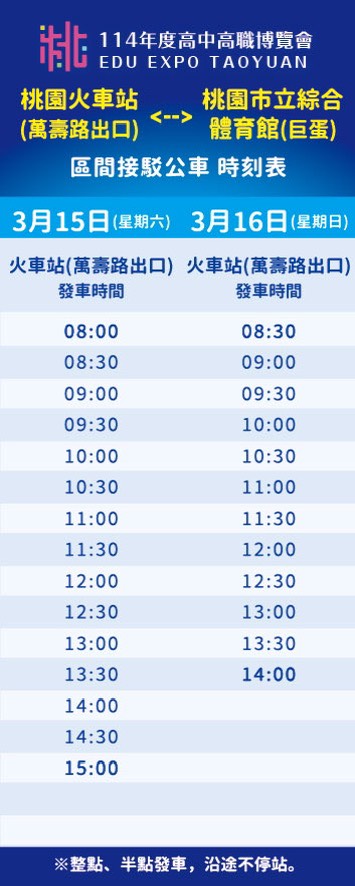 桃
114年度高中高職博覽會
EDU EXPO TAOYUAN
桃園火車站 <--> 桃園市立綜合
(萬壽路出口) 體育館(巨蛋)
區間接駁公車 時刻表
3月15日(星期六) 3月16日(星期日)
火車站(萬壽路出口) 火車站(萬壽路出口)
發車時間 發車時間
08:00 08:30
08:30 09:00
09:00 09:30
09:30 10:00
10:00 10:30
10:30 11:00
11:00 11:30
11:30 12:00
12:00 12:30
12:30 13:00
13:00 13:30
13:30 14:00
14:00
14:30
15:00
※整點、半點發車，沿途不停站。